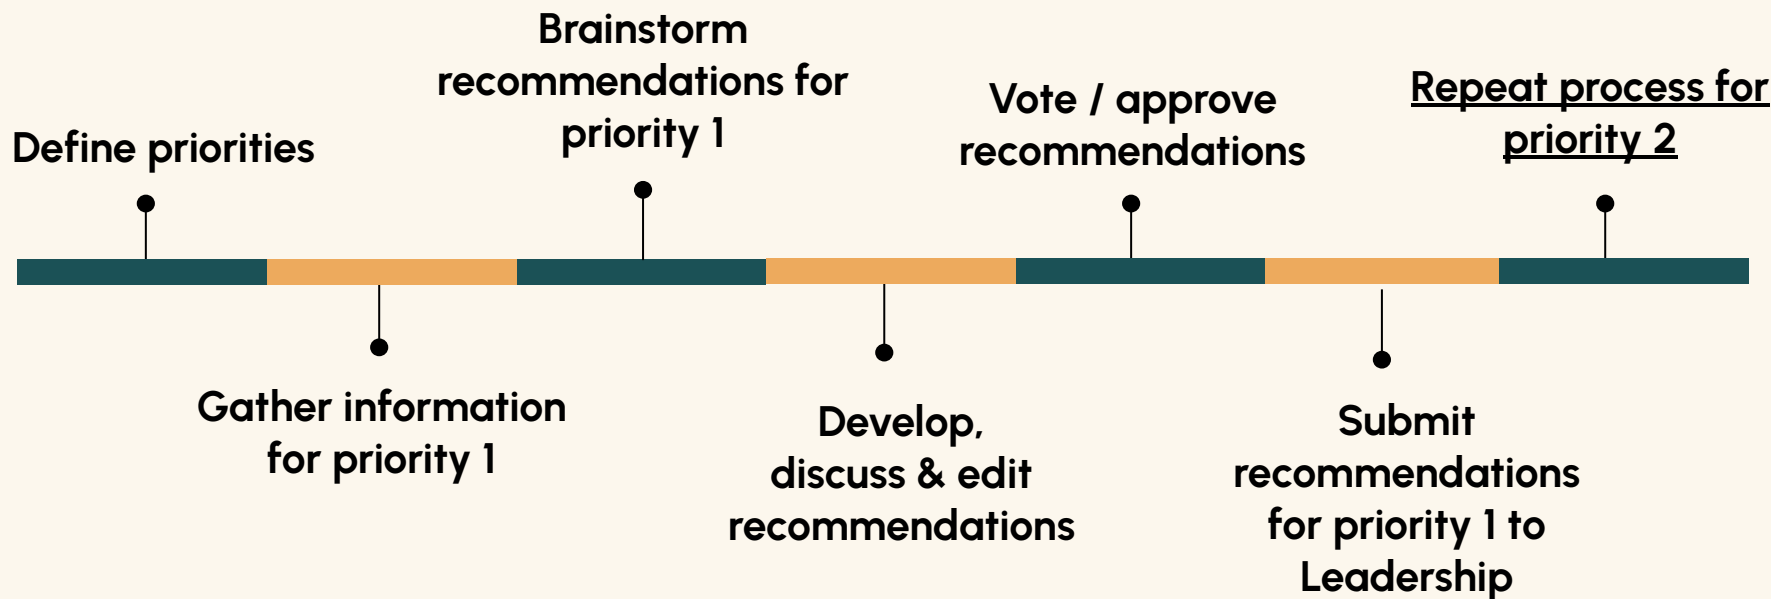 Define priorities
Gather information
for priority 1
Brainstorm
recommendations for
priority 1
Develop,
discuss & edit
recommendations
Vote / approve
recommendations
Submit
recommendations
for priority 1 to
Leadership
Repeat process for
priority 2